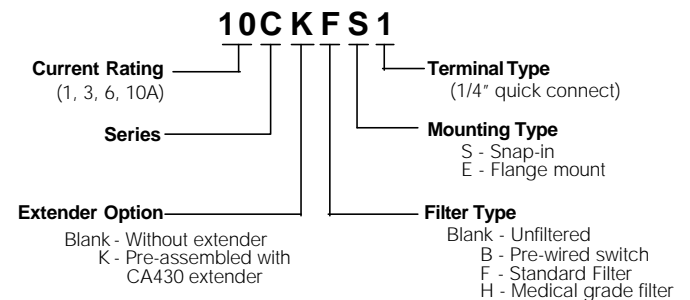 10CKFS1
Current Rating
(1, 3, 6, 10A)
Series
Extender Option
Blank - Without extender
K - Pre-assembled with
CA430 extender
Terminal Type
(1/4" quick connect)
Mounting Type
S - Snap-in
E - Flange mount
Filter Type
Blank - Unfiltered
B - Pre-wired switch
F - Standard Filter
H - Medical grade filter